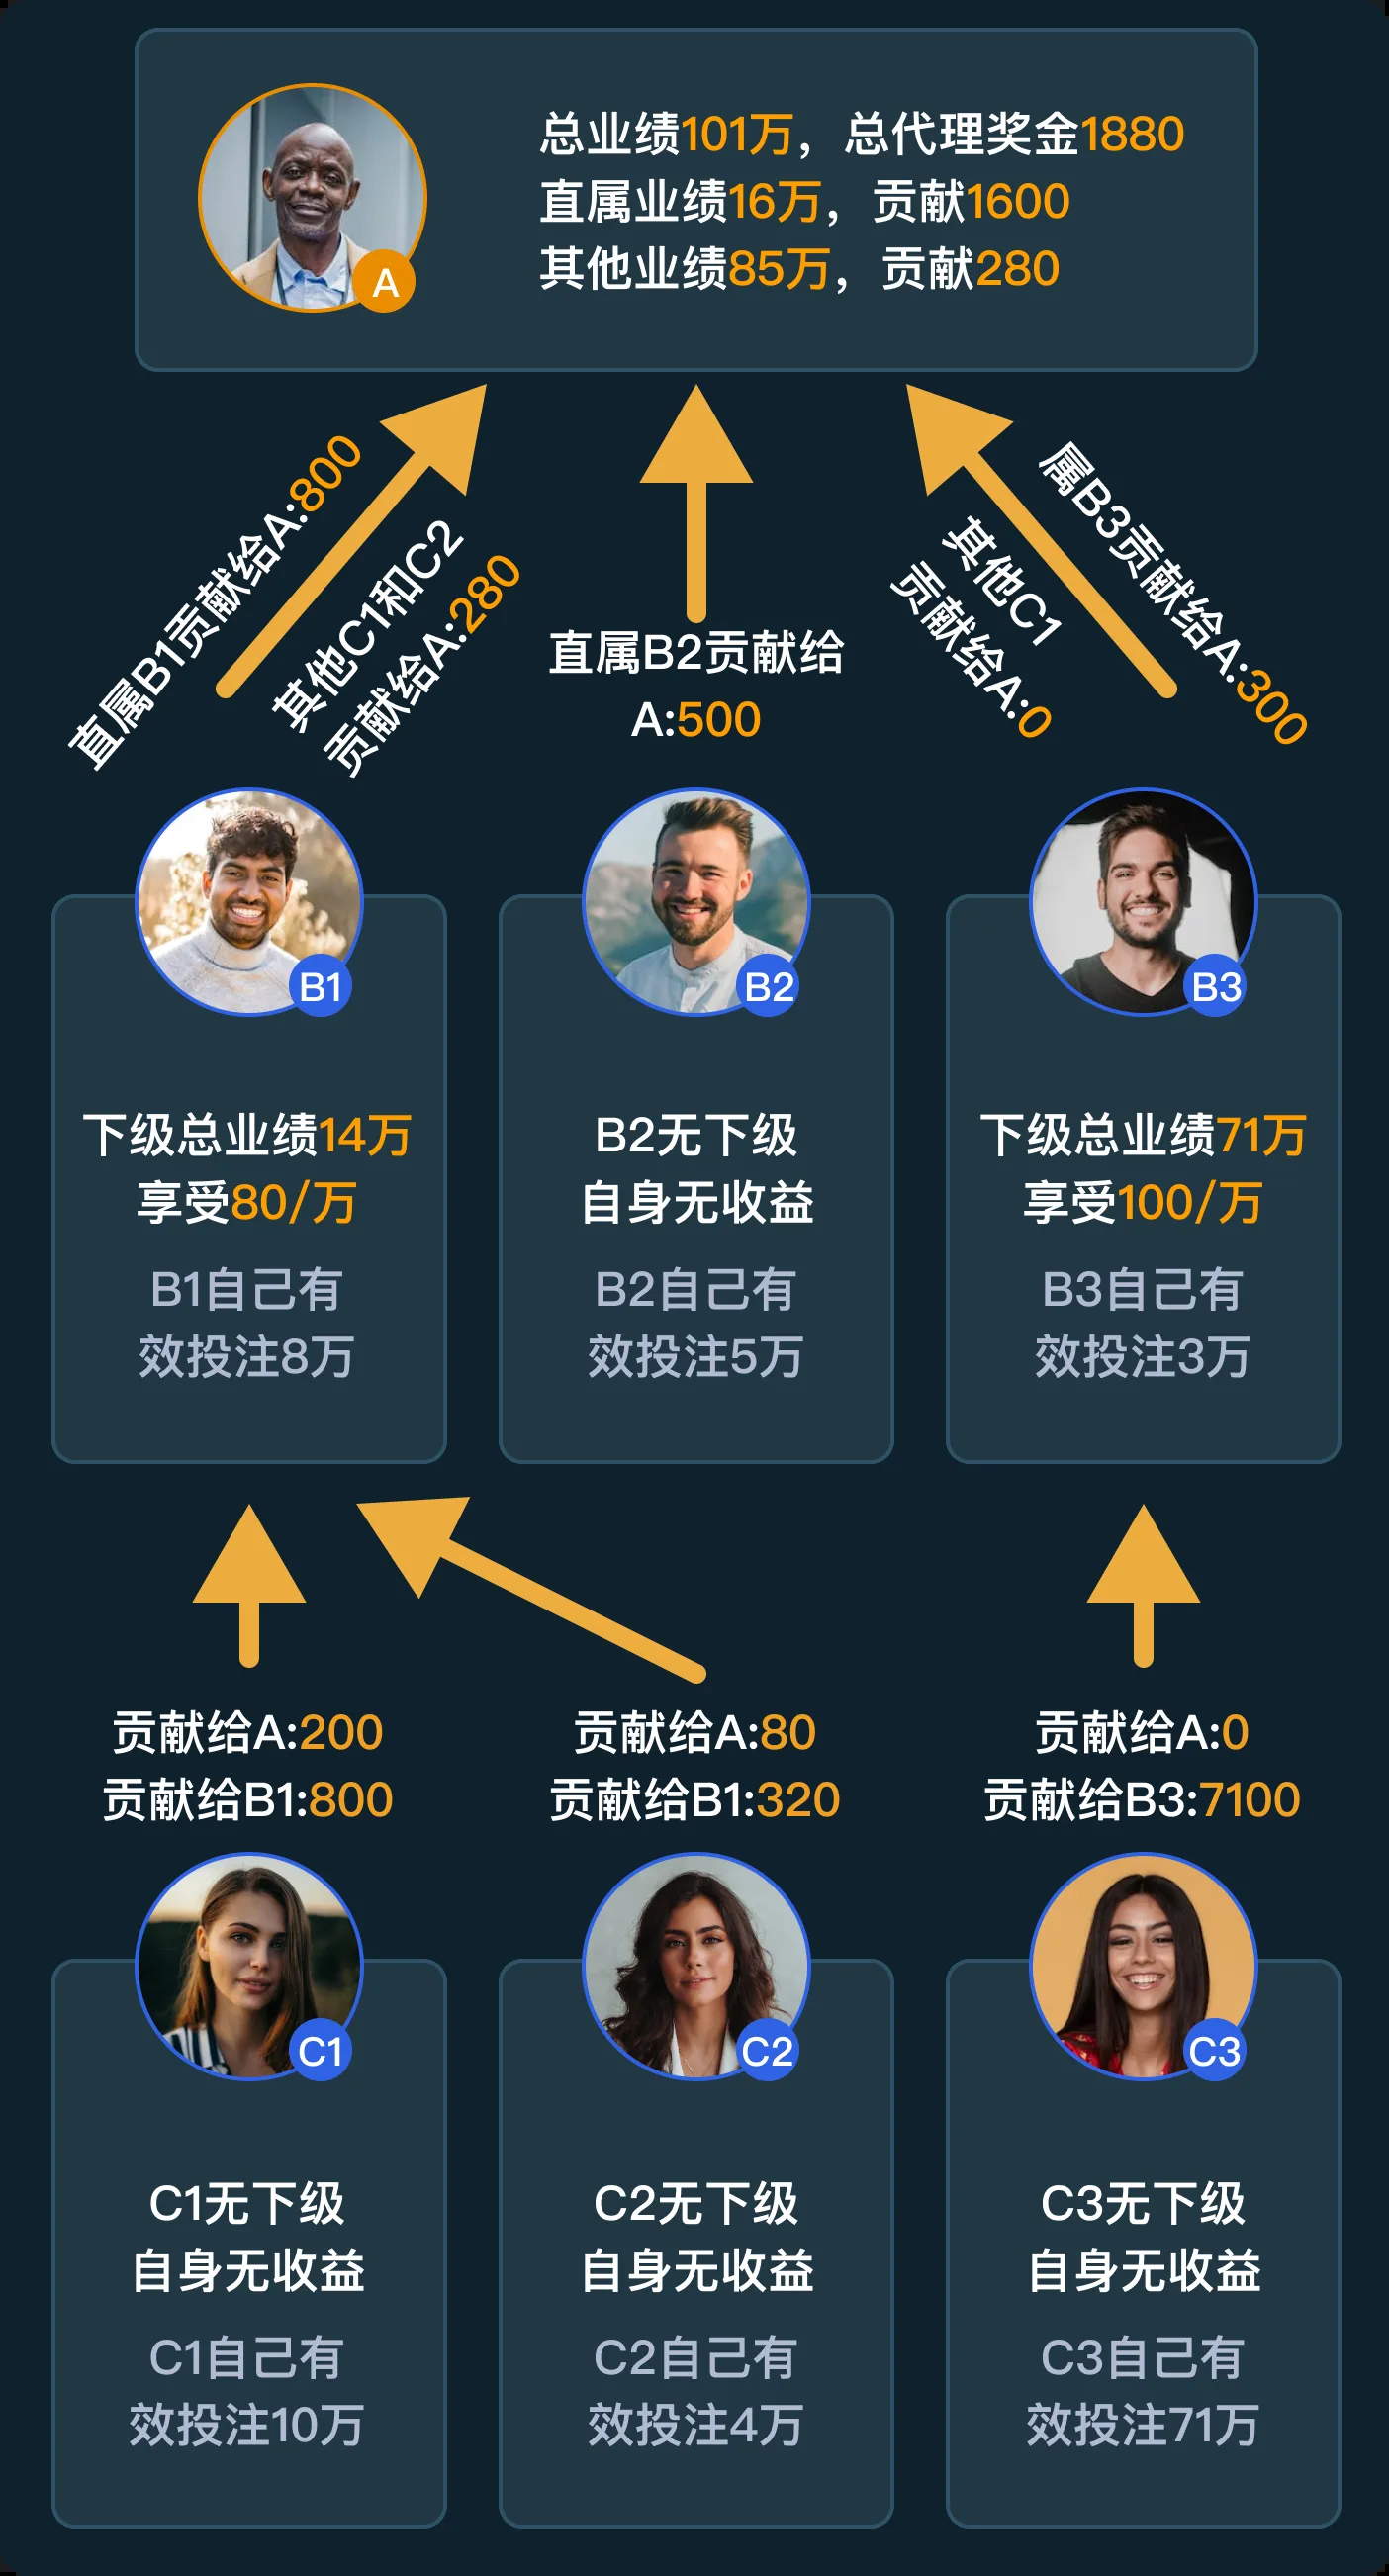 总业绩101万，总代理奖金1880
直属业绩16万，贡献1600
其他业绩85万，贡献280
A
直属B1贡献给A:800
其他C1和C2
贡献给A:280
直属B2贡献给
A:500
其他C1
贡献给A:0
属B3贡献给A:300
B1
B2
B3
下级总业绩14万
享受80/万
B1自己有
效投注8万
B2无下级
自身无收益
B2自己有
效投注5万
下级总业绩71万
享受100/万
B3自己有
效投注3万
贡献给A:200
贡献给B1:800
贡献给A:80
贡献给B1:320
贡献给A:0
贡献给B3:7100
C1
C2
C3
C1无下级
自身无收益
C1自己有
效投注10万
C2无下级
自身无收益
C2自己有
效投注4万
C3无下级
自身无收益
C3自己有
效投注71万